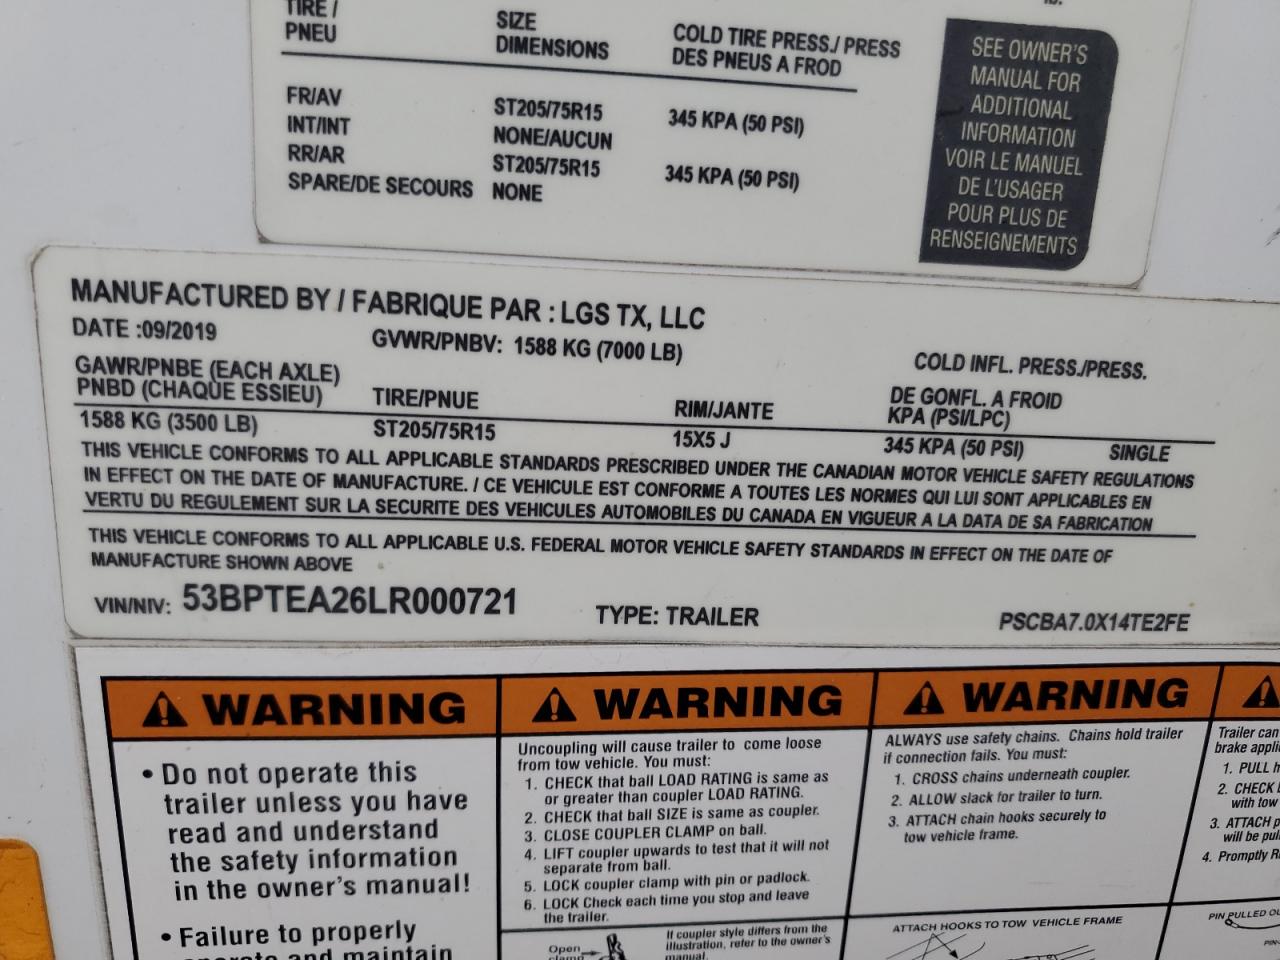 TIRE /
PNEU
SIZE
DIMENSIONS
COLD TIRE PRESS./ PRESS
DES PNEUS A FROD
FR/AV
ST205/75R15
345 KPA (50 PSI)
INT/INT
NONE/AUCUN
RR/AR
ST205/75R15
345 KPA (50 PSI)
SPARE/DE SECOURS
NONE
SEE OWNER'S
MANUAL FOR
ADDITIONAL
INFORMATION
VOIR LE MANUEL
DE L'USAGER
POUR PLUS DE
RENSEIGNEMENTS
MANUFACTURED BY / FABRIQUE PAR : LGS TX, LLC
DATE :09/2019
GVWR/PNBV: 1588 KG (7000 LB)
GAWR/PNBE (EACH AXLE)
PNBD (CHAQUE ESSIEU)
TIRE/PNUE
RIM/JANTE
COLD INFL. PRESS./PRESS.
DE GONFL. A FROID
KPA (PSI/LPC)
1588 KG (3500 LB)
ST205/75R15
15X5 J
345 KPA (50 PSI)
SINGLE
THIS VEHICLE CONFORMS TO ALL APPLICABLE STANDARDS PRESCRIBED UNDER THE CANADIAN MOTOR VEHICLE SAFETY REGULATIONS
IN EFFECT ON THE DATE OF MANUFACTURE. / CE VEHICULE EST CONFORME A TOUTES LES NORMES QUI LUI SONT APPLICABLES EN
VERTU DU REGULEMENT SUR LA SECURITE DES VEHICULES AUTOMOBILES DU CANADA EN VIGUEUR A LA DATA DE SA FABRICATION
THIS VEHICLE CONFORMS TO ALL APPLICABLE U.S. FEDERAL MOTOR VEHICLE SAFETY STANDARDS IN EFFECT ON THE DATE OF
MANUFACTURE SHOWN ABOVE
VIN/NIV: 53BPTEA26LR000721
TYPE: TRAILER
PSCBA7.0X14TE2FE
WARNING
• Do not operate this
trailer unless you have
read and understand
the safety information
in the owner's manual!
• Failure to properly
operate and maintain
WARNING
Uncoupling will cause trailer to come loose
from tow vehicle. You must:
1. CHECK that ball LOAD RATING is same as
or greater than coupler LOAD RATING.
2. CHECK that ball SIZE is same as coupler.
3. CLOSE COUPLER CLAMP on ball.
4. LIFT coupler upwards to test that it will not
separate from ball.
5. LOCK coupler clamp with pin or padlock.
6. LOCK Check each time you stop and leave
the trailer.
Open
clamp
If coupler style differs from the
illustration, refer to the owner's
manual.
WARNING
ALWAYS use safety chains. Chains hold trailer
if connection fails. You must:
1. CROSS chains underneath coupler.
2. ALLOW slack for trailer to turn.
3. ATTACH chain hooks securely to
tow vehicle frame.
ATTACH HOOKS TO TOW VEHICLE FRAME
Trailer can
brake appli
1. PULL
2. CHECK
with tow
3. ATTACH
will be pul
4. Promptly
PIN PULLED